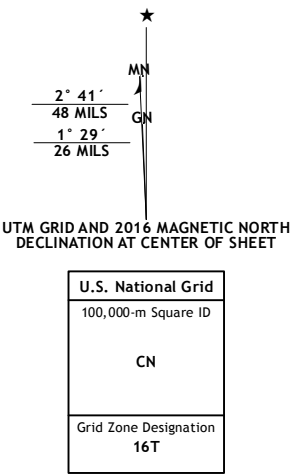 ★
MN
2° 41´
48 MILS
GN
1° 29´
26 MILS
UTM GRID AND 2016 MAGNETIC NORTH
DECLINATION AT CENTER OF SHEET
U.S. National Grid
100,000-m Square ID
CN
Grid Zone Designation
16T